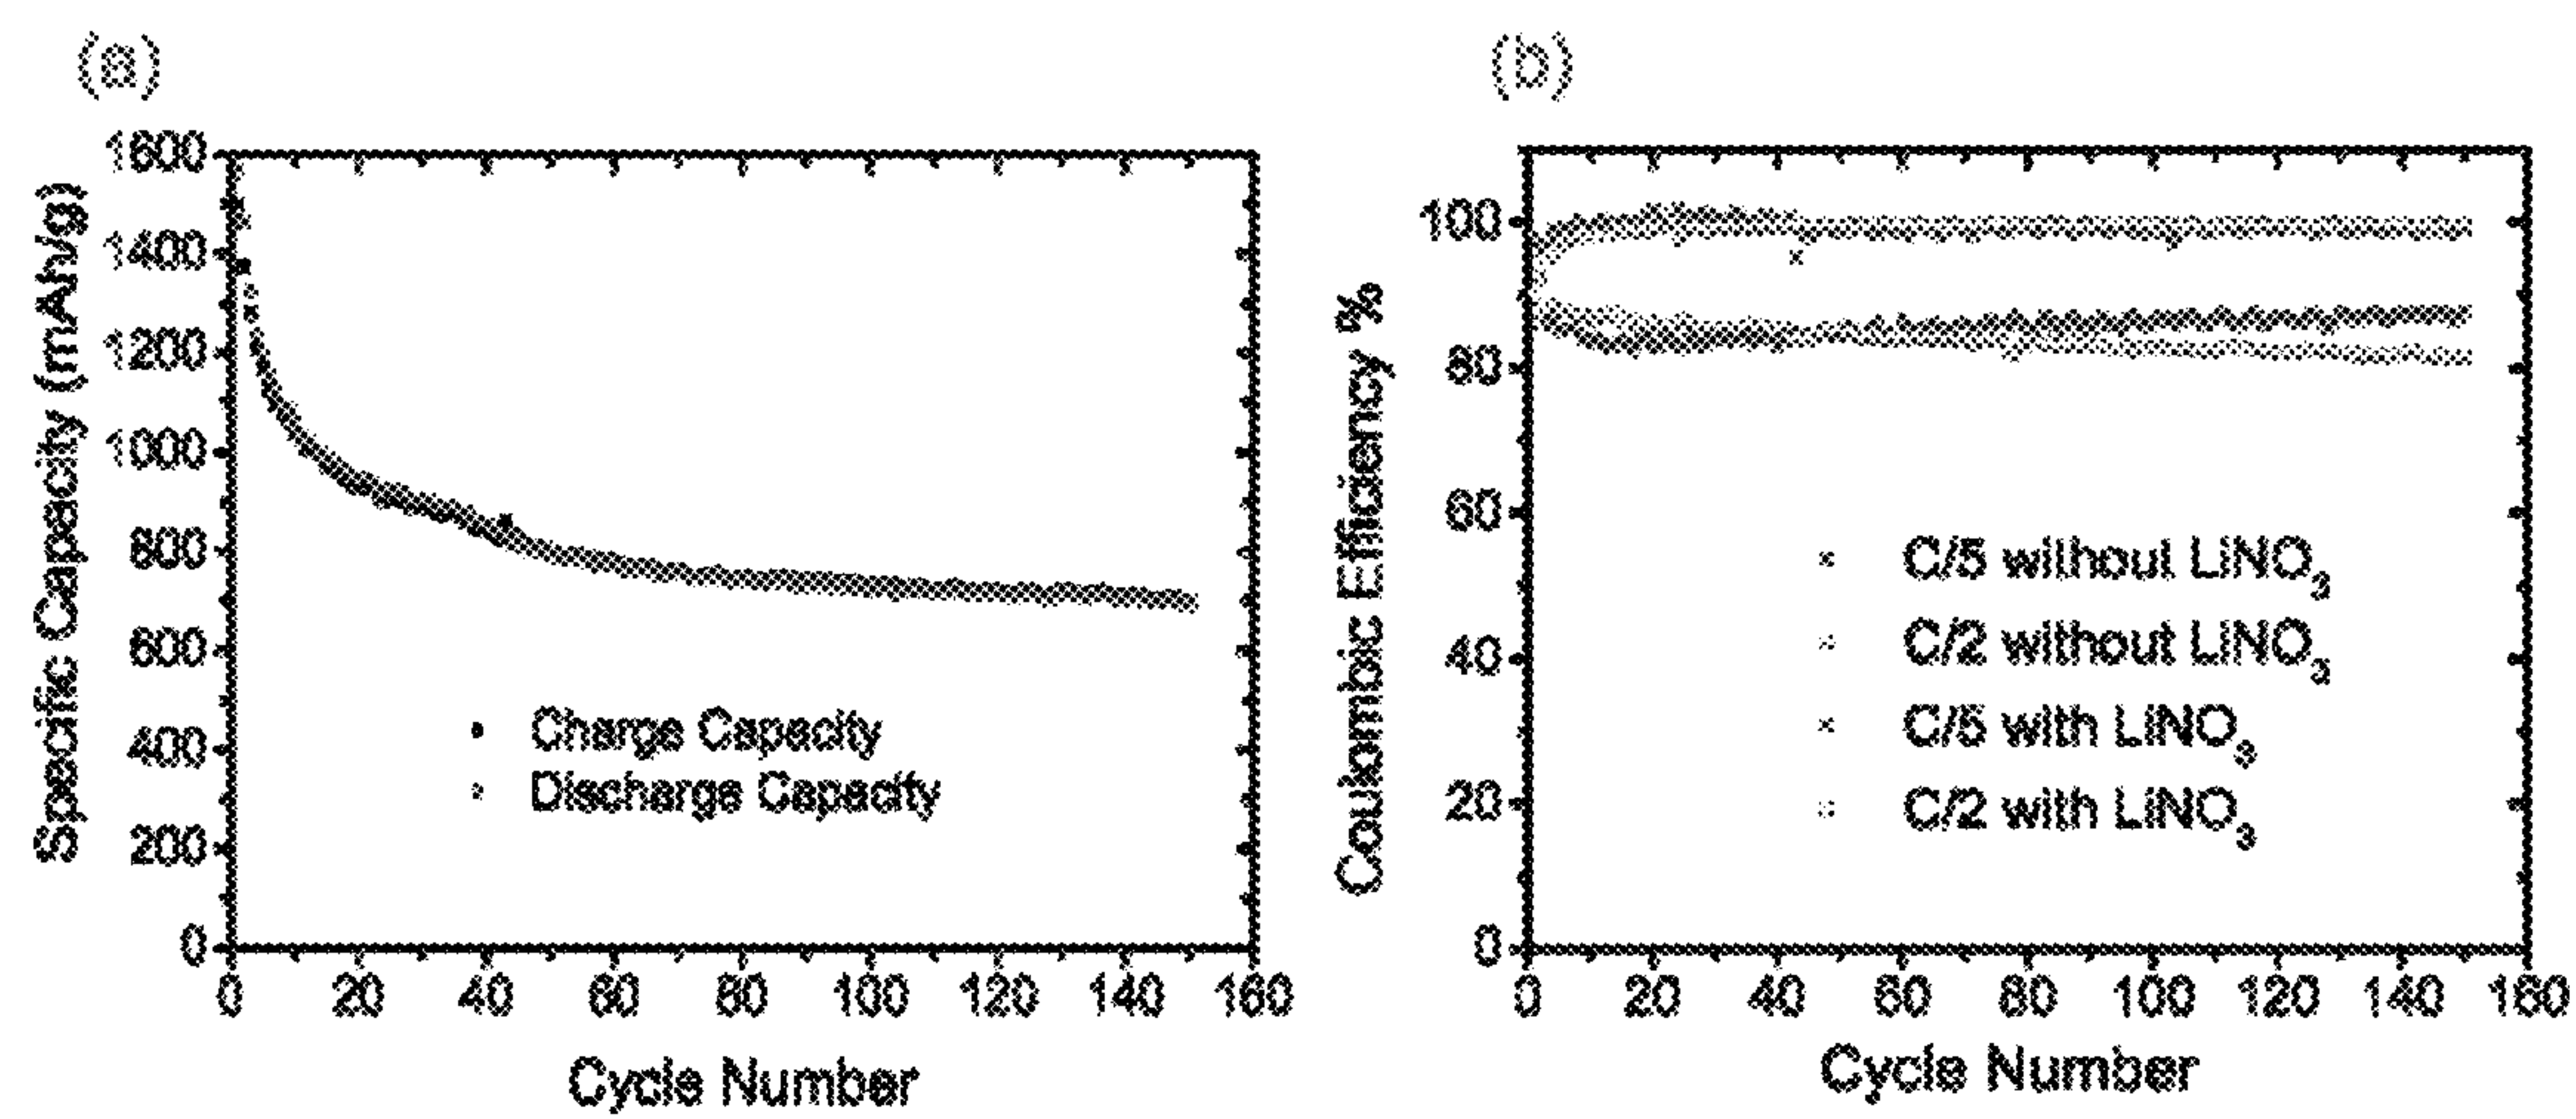 (a)
Specific Capacity (mAh/g)
1600
1400
1200
1000
800
600
400
200
0
Charge Capacity
Discharge Capacity
0 20 40 60 80 100 120 140 160
Cycle Number
(b)
Coulombic Efficiency %
100
80
60
40
20
0
C/5 without LiNO3
C/2 without LiNO3
C/5 with LiNO3
C/2 with LiNO3
0 20 40 60 80 100 120 140 160
Cycle Number